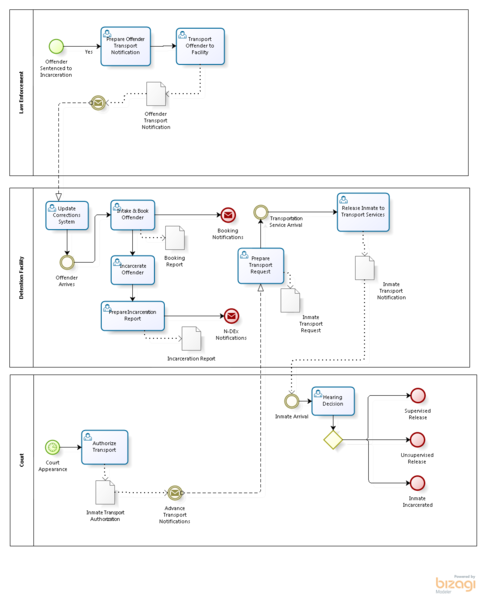 Law Enforcement
Offender
Sentenced to
Incarceration
Yes
Prepare Offender
Transport
Notification
Transport
Offender to
Facility
Offender
Transport
Notification
Detention Facility
Update
Corrections
System
Offender
Arrives
Intake & Book
Offender
Booking
Report
Booking
Notifications
Incarcerate
Offender
Prepare Incarceration
Report
Incarceration Report
N-DEx
Notifications
Transportation
Service Arrival
Prepare
Transport
Request
Inmate
Transport
Request
Release Inmate to
Transport Services
Inmate
Transport
Notification
Court
Court
Appearance
Authorize
Transport
Inmate Transport
Authorization
Advance
Transport
Notifications
Inmate Arrival
Hearing
Decision
Supervised
Release
Unsupervised
Release
Inmate
Incarcerated
Powered by
bizagi
Modeler